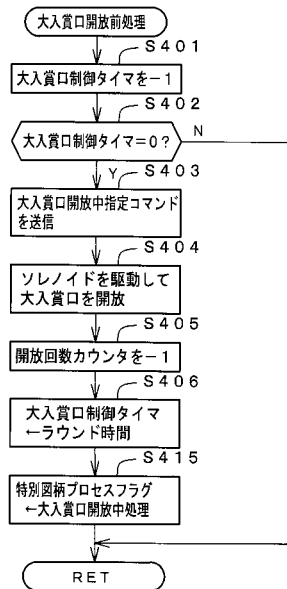 大入賞口開放前処理
S401
大入賞口制御タイマを−1
S402
大入賞口制御タイマ=0?
N
Y
S403
大入賞口開放中指定コマンド
を送信
S404
ソレノイドを駆動して
大入賞口を開放
S405
開放回数カウンタを−1
S406
大入賞口制御タイマ
←ラウンド時間
S415
特別図柄プロセスフラグ
←大入賞口開放中処理
RET